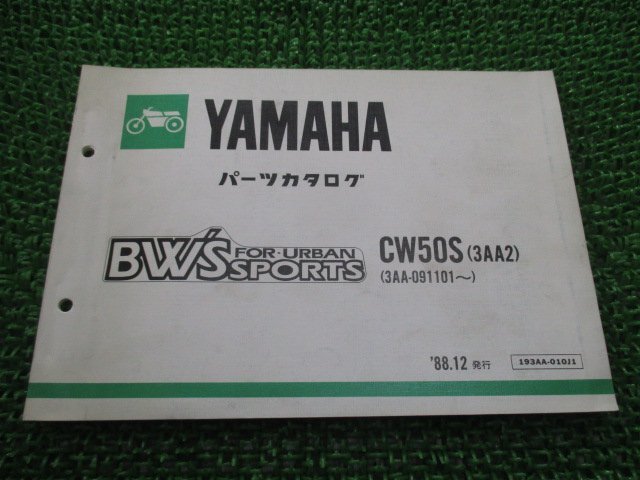 YAMAHA
パーツカタログ
BW'S FOR·URBAN SPORTS CW50S (3AA2)
(3AA-091101〜)
'88.12 発行 193AA-010J1